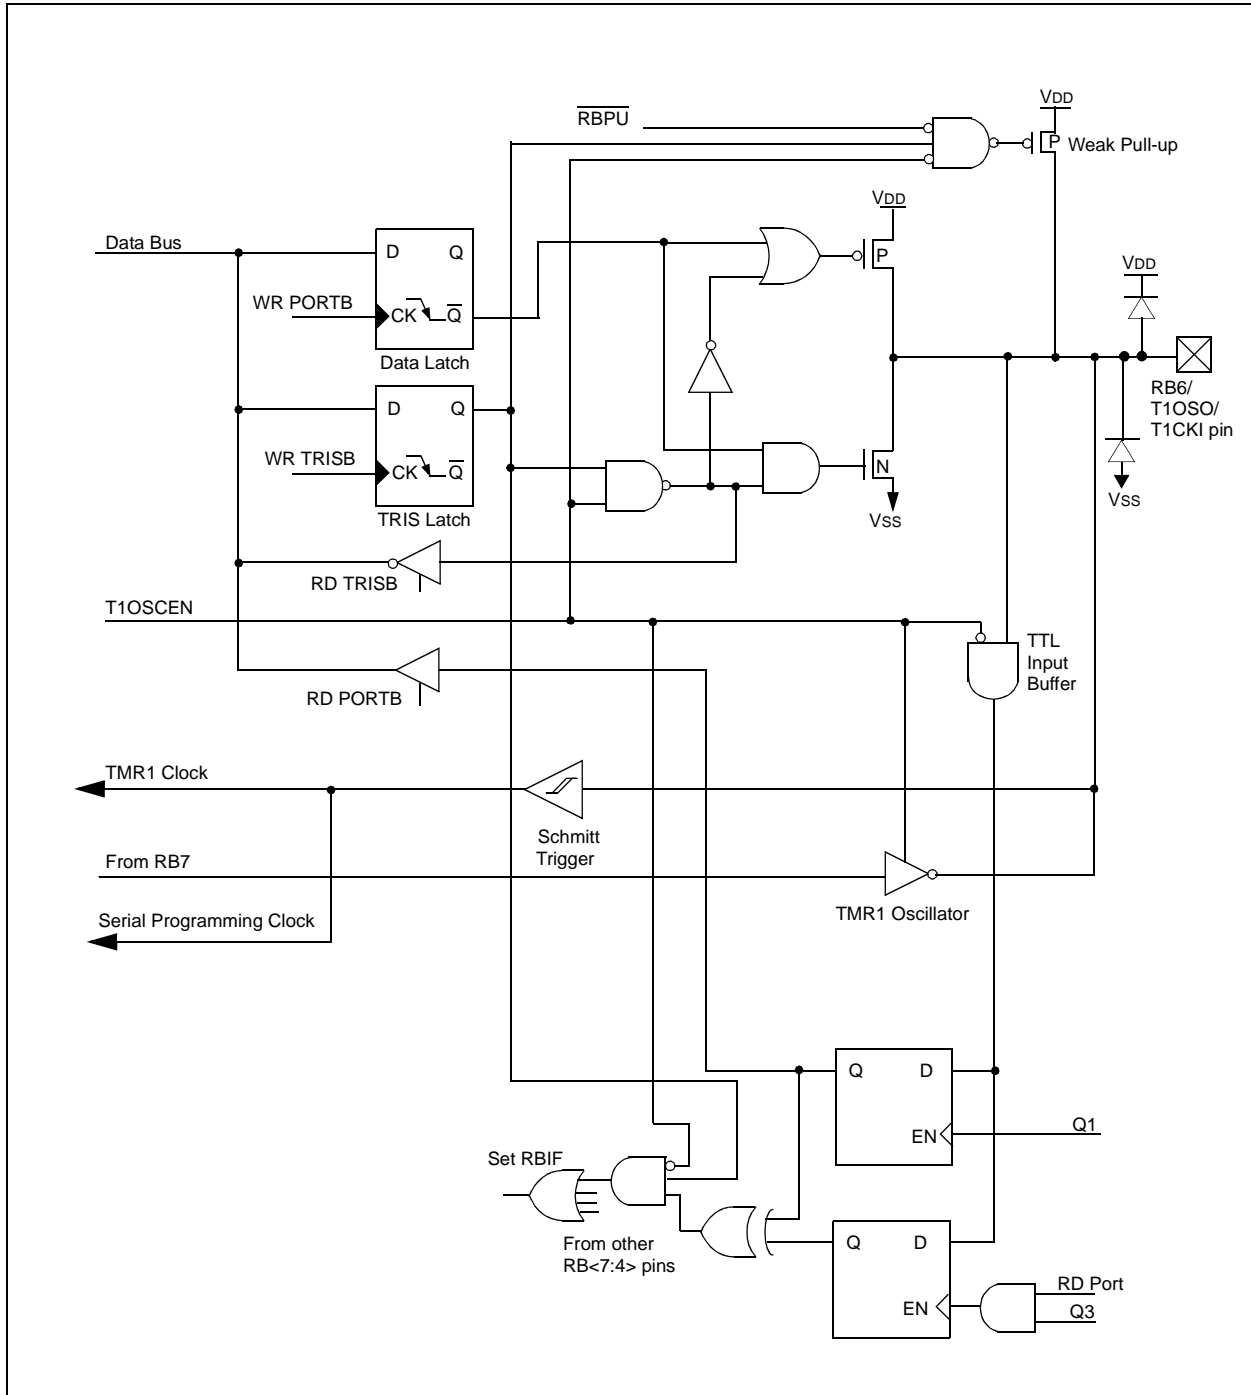 VDD
RBPU
P
Weak Pull-up
VDD
Data Bus
D
Q
P
VDD
WR PORTB
CK
Q
Data Latch
RB6/
T1OSO/
T1CKI pin
D
Q
WR TRISB
CK
Q
N
TRIS Latch
VSS
VSS
RD TRISB
T1OSCEN
TTL
Input
Buffer
RD PORTB
TMR1 Clock
Schmitt
Trigger
From RB7
TMR1 Oscillator
Serial Programming Clock
Q
D
EN
Q1
Set RBIF
From other
RB<7:4> pins
Q
D
EN
RD Port
Q3